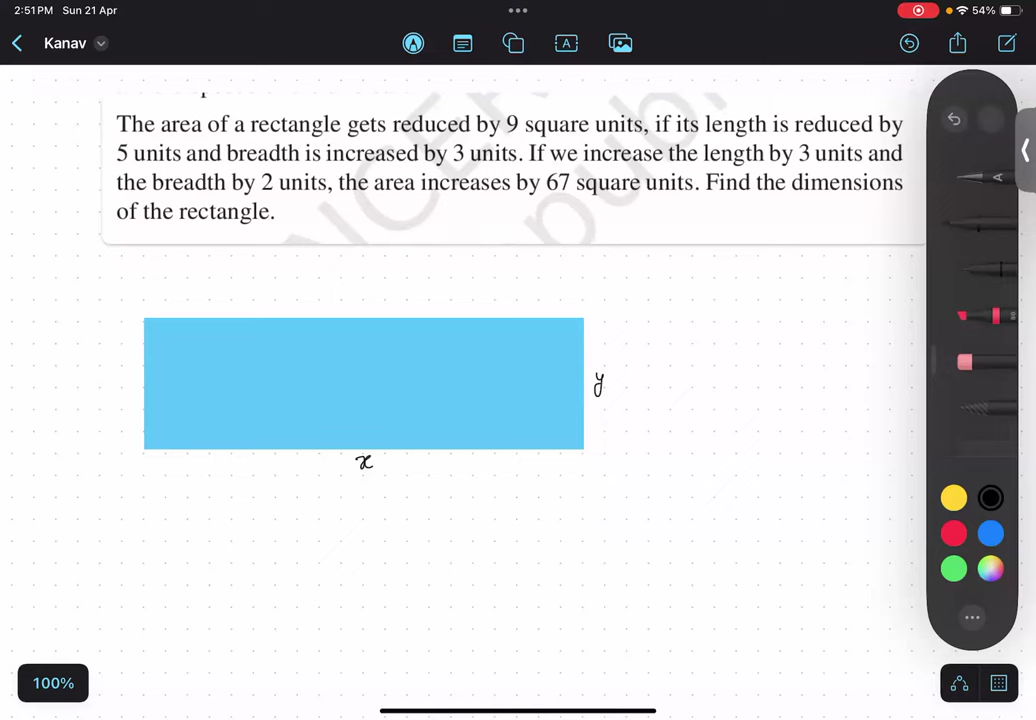 2:51 PM Sun 21 Apr
54%
Kanav
A
The area of a rectangle gets reduced by 9 square units, if its length is reduced by
5 units and breadth is increased by 3 units. If we increase the length by 3 units and
the breadth by 2 units, the area increases by 67 square units. Find the dimensions
of the rectangle.
A
80
y
x
100%